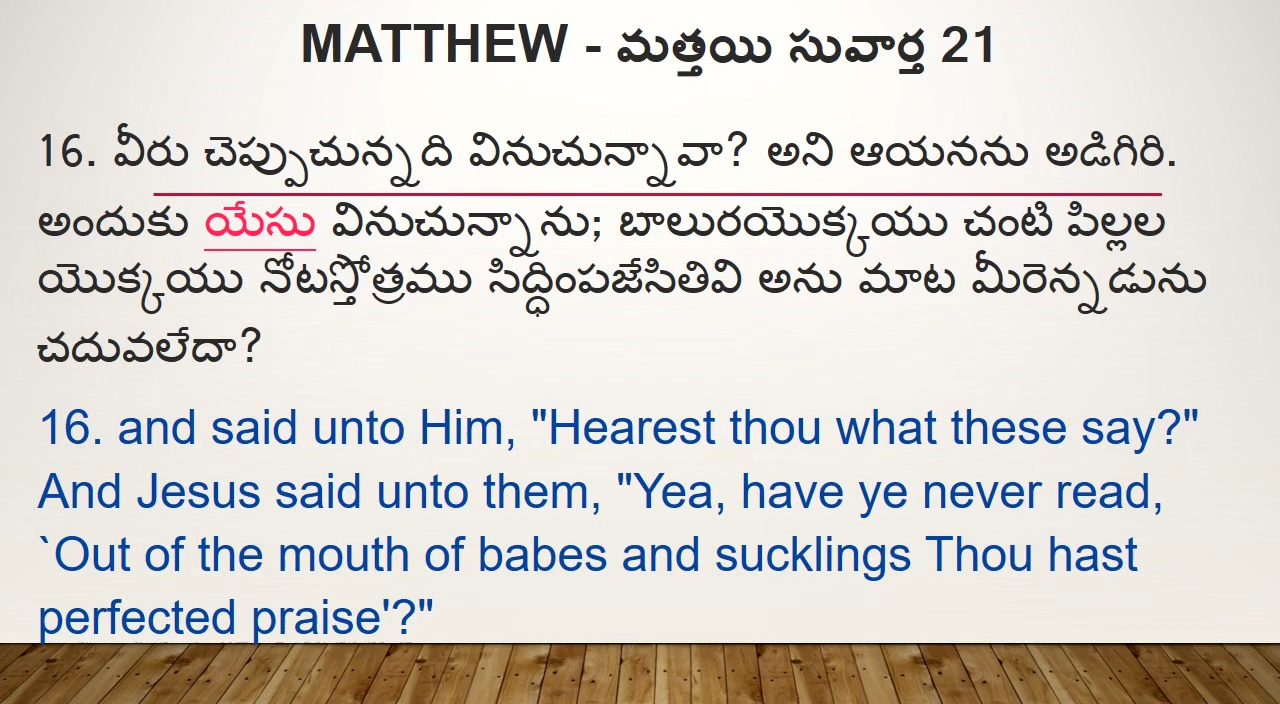 MATTHEW - మత్తయి సువార్త 21
16. వీరు చెప్పుచున్నది వినుచున్నావా? అని ఆయనను అడిగిరి.
అందుకు యేసు వినుచున్నాను; బాలురయొక్కయు చంటి పిల్లల
యొక్కయు నోటస్తోత్రము సిద్ధింపజేసితివి అను మాట మీరెన్నడును
చదువలేదా?
16. and said unto Him, "Hearest thou what these say?"
And Jesus said unto them, "Yea, have ye never read,
`Out of the mouth of babes and sucklings Thou hast
perfected praise'?"